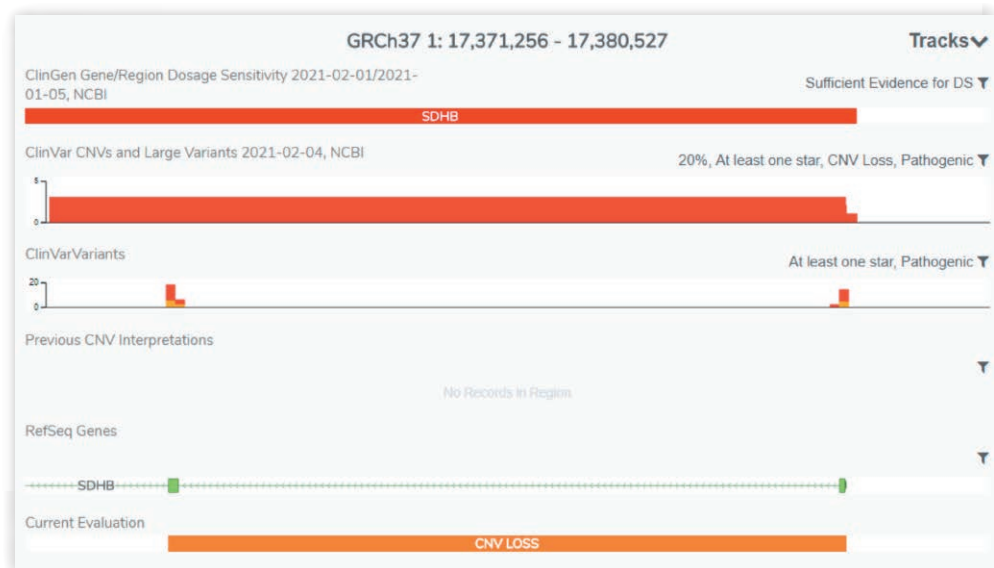 GRCh37 1: 17,371,256 - 17,380,527
Tracks
ClinGen Gene/Region Dosage Sensitivity 2021-02-01/2021-
01-05, NCBI
Sufficient Evidence for DS
SDHB
ClinVar CNVs and Large Variants 2021-02-04, NCBI
20%, At least one star, CNV Loss, Pathogenic
5
0
ClinVarVariants
At least one star, Pathogenic
20
0
Previous CNV Interpretations
No Records in Region
RefSeq Genes
SDHB
Current Evaluation
CNV LOSS